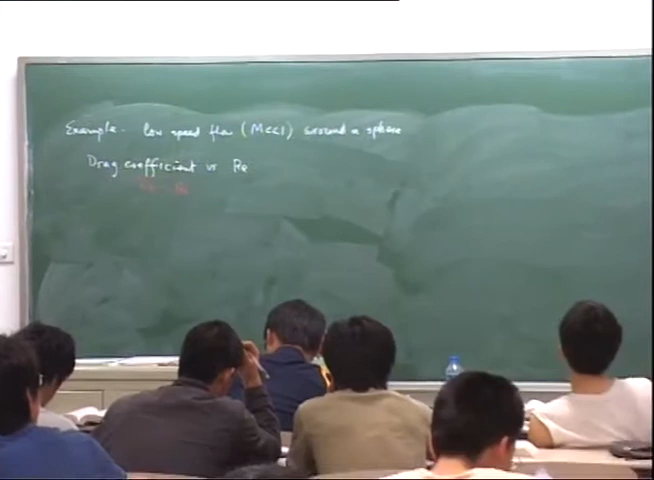 Example - low speed flow (M<<1) around a sphere
Drag coefficient vs Re